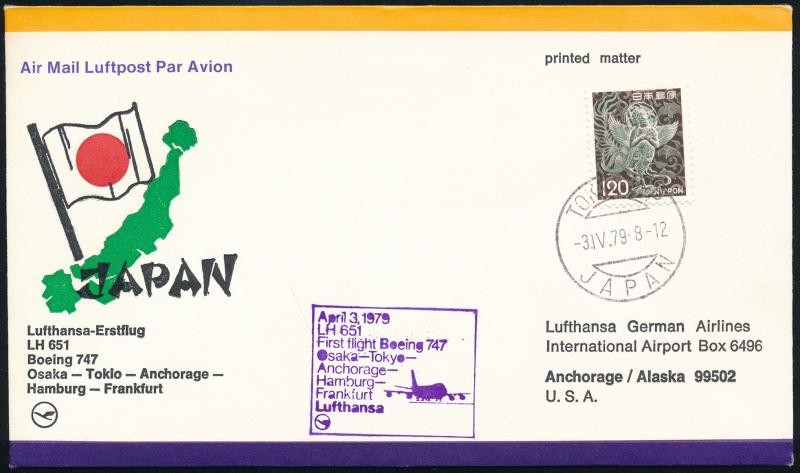 Air Mail Luftpost Par Avion
printed matter
日本郵便
120 NIPPON
-3.IV.79.8-12
JAPAN
JAPAN
Lufthansa-Erstflug
LH 651
Boeing 747
Osaka — Tokio — Anchorage —
Hamburg — Frankfurt
April 3, 1979
LH 651
First flight Boeing 747
Osaka—Tokyo—
Anchorage—
Hamburg—
Frankfurt
Lufthansa
Lufthansa German Airlines
International Airport Box 6496
Anchorage / Alaska 99502
U. S. A.